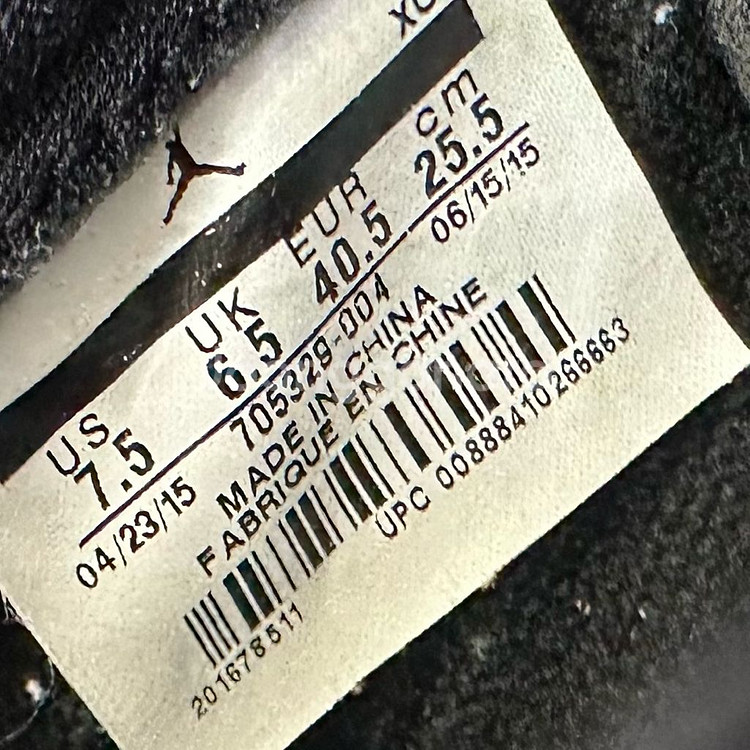 US UK EUR cm
7.5 6.5 40.5 25.5
04/23/15 705329-004 06/15/15
MADE IN CHINA
FABRIQUE EN CHINE
UPC 00888410266663
201678511